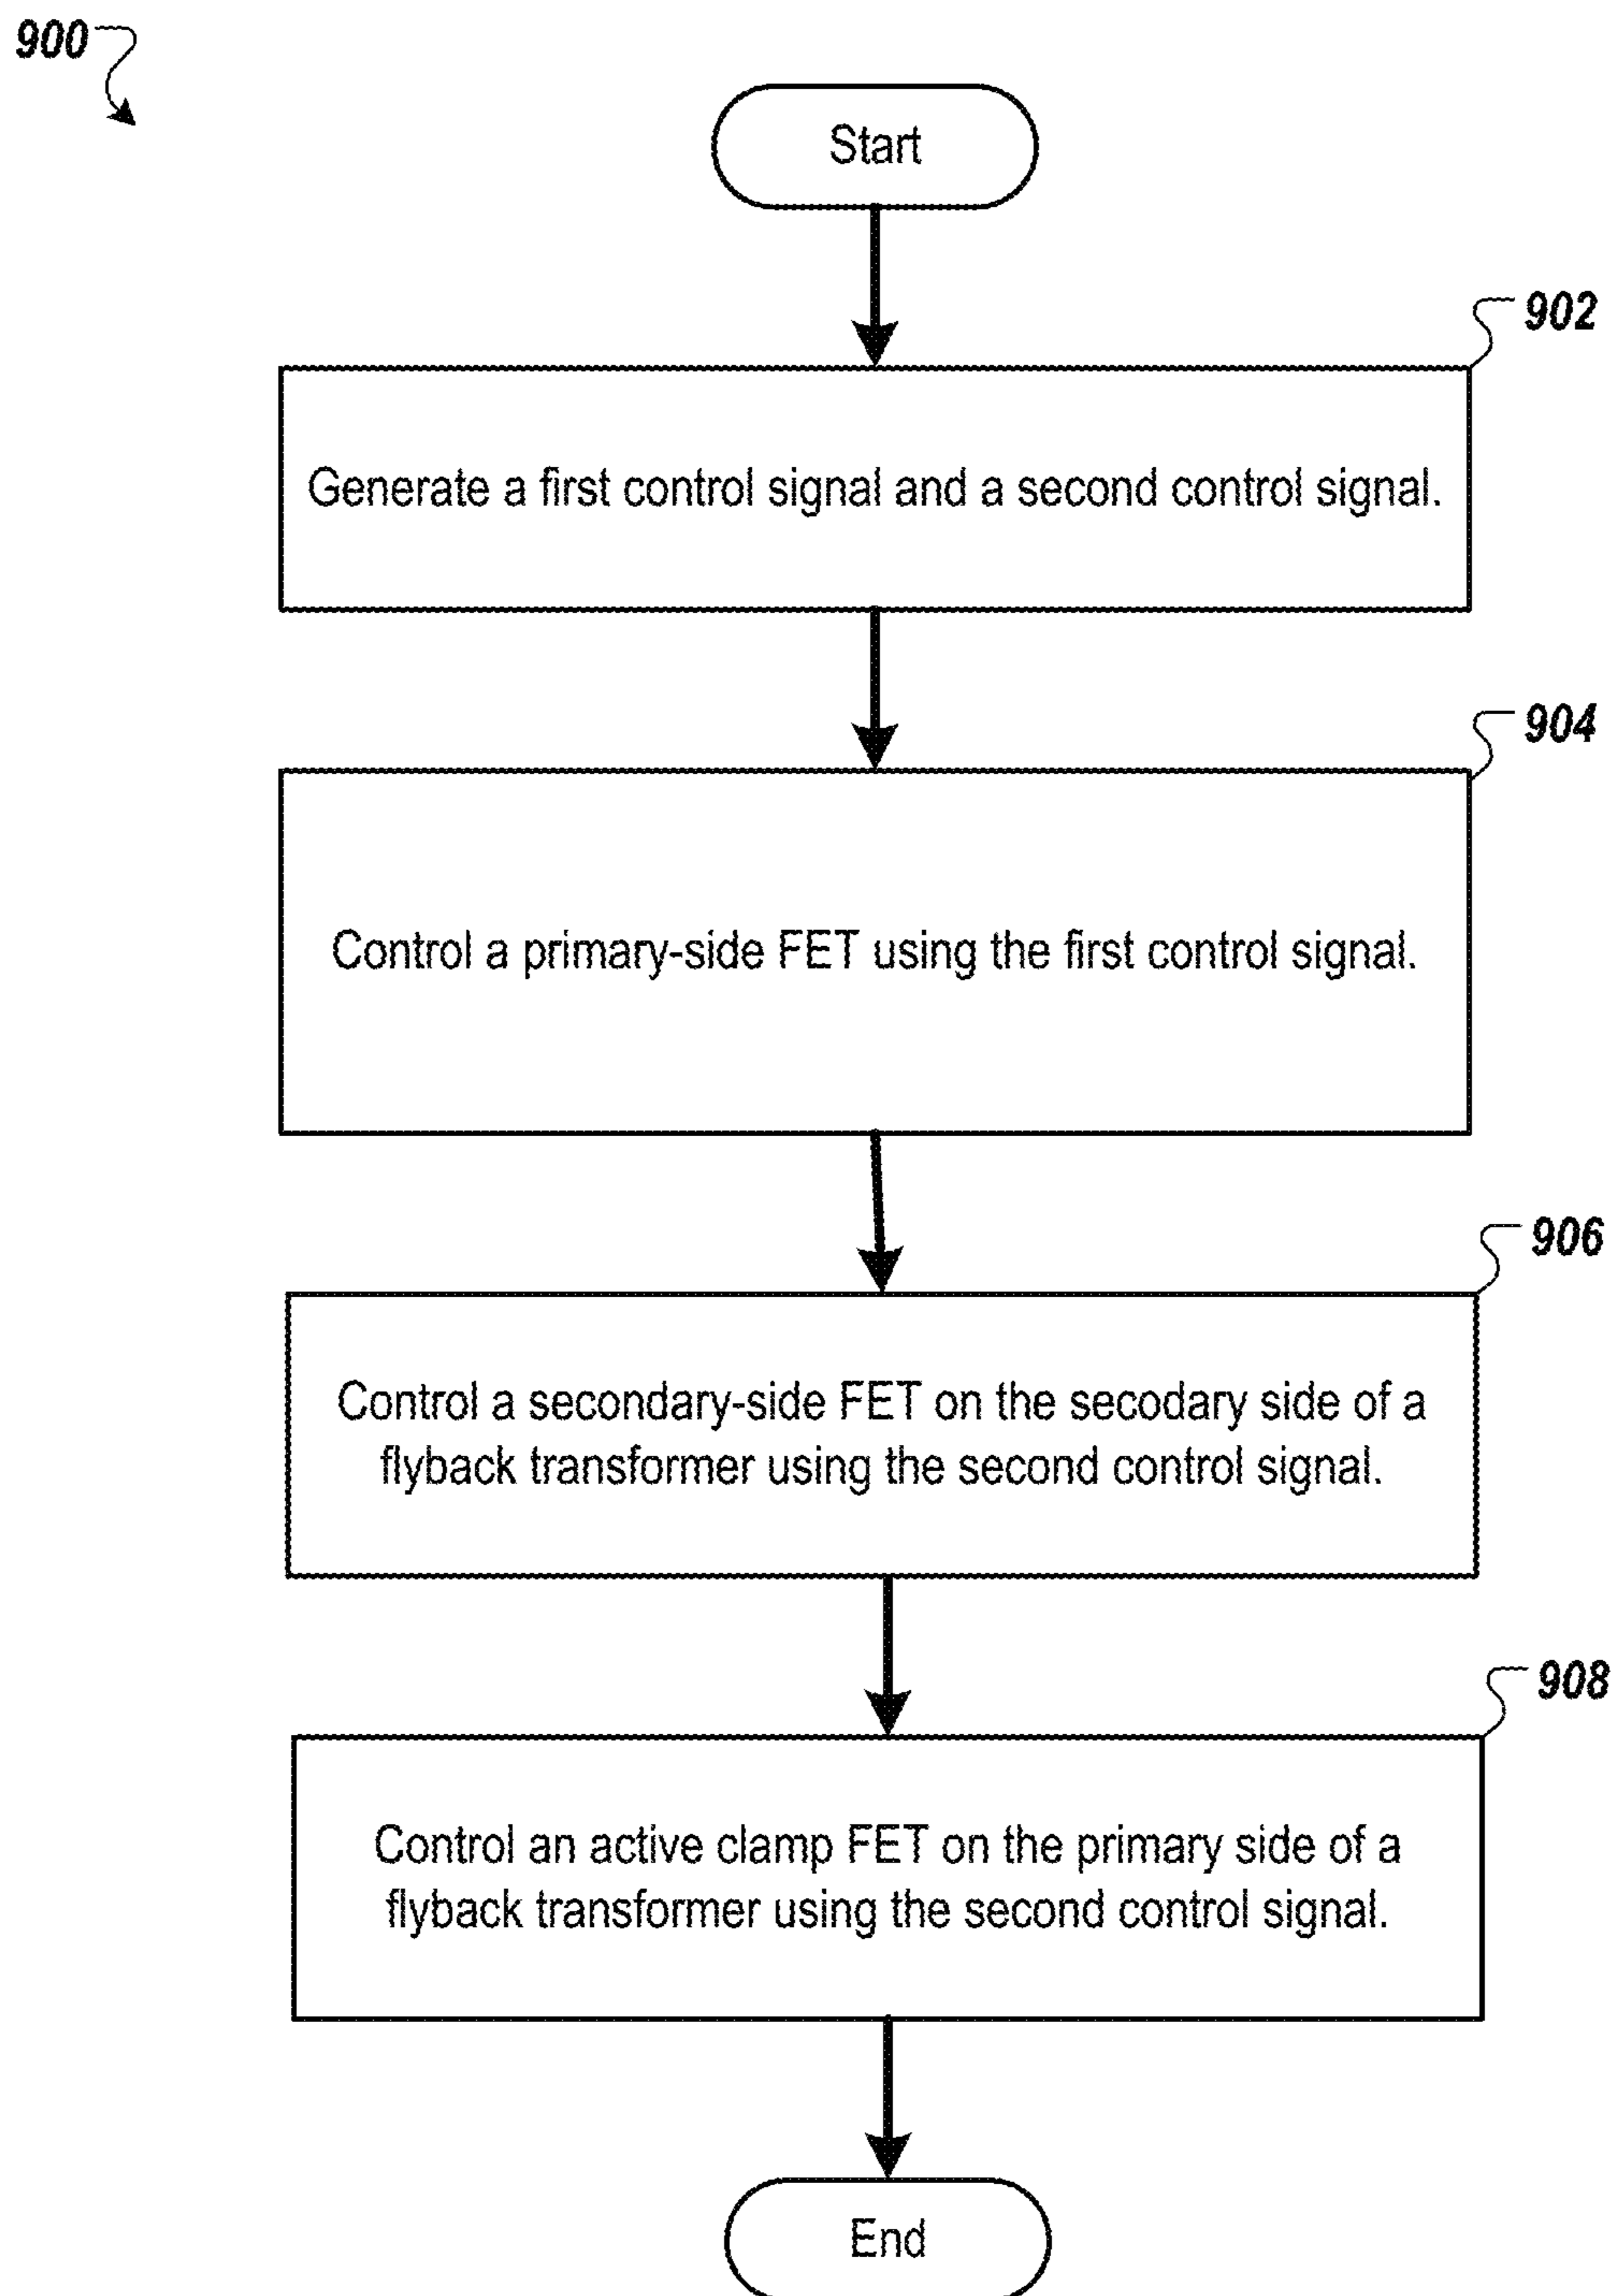 900
Start
902
Generate a first control signal and a second control signal.
904
Control a primary-side FET using the first control signal.
906
Control a secondary-side FET on the secodary side of a
flyback transformer using the second control signal.
908
Control an active clamp FET on the primary side of a
flyback transformer using the second control signal.
End